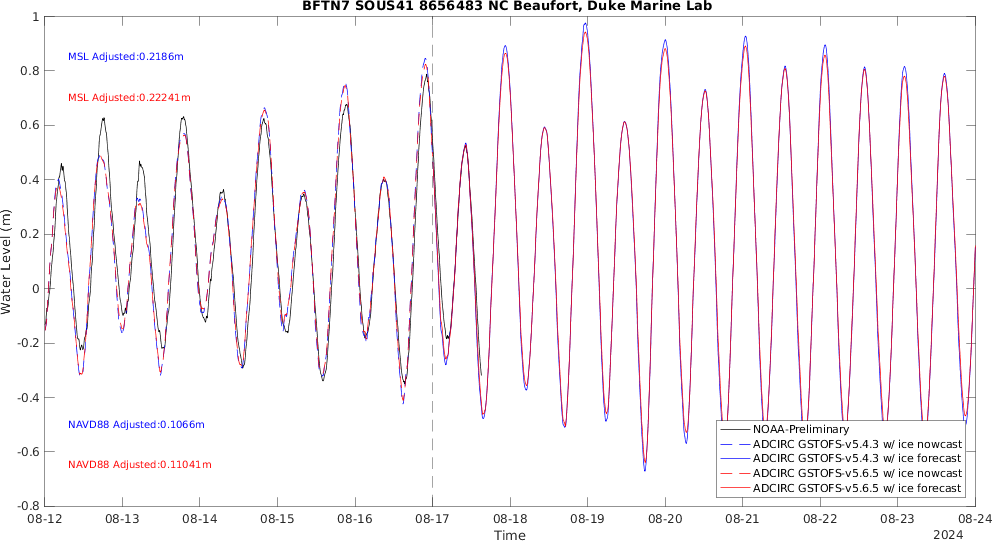 BFTN7 SOUS41 8656483 NC Beaufort, Duke Marine Lab
1
0.8
0.6
0.4
0.2
0
-0.2
-0.4
-0.6
-0.8
Water Level (m)
MSL Adjusted:0.2186m
MSL Adjusted:0.22241m
NAVD88 Adjusted:0.1066m
NAVD88 Adjusted:0.11041m
NOAA-Preliminary
ADCIRC GSTOFS-v5.4.3 w/ ice nowcast
ADCIRC GSTOFS-v5.4.3 w/ ice forecast
ADCIRC GSTOFS-v5.6.5 w/ ice nowcast
ADCIRC GSTOFS-v5.6.5 w/ ice forecast
08-12 08-13 08-14 08-15 08-16 08-17 08-18 08-19 08-20 08-21 08-22 08-23 08-24
Time
2024